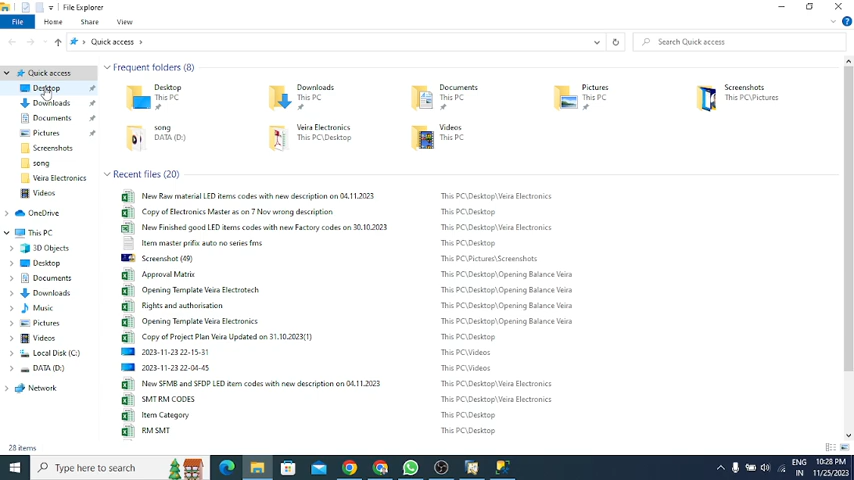 File Explorer
File Home Share View
Quick access
Search Quick access
Quick access
Desktop
Downloads
Documents
Pictures
Screenshots
song
Veira Electronics
Videos
OneDrive
This PC
3D Objects
Desktop
Documents
Downloads
Music
Pictures
Videos
Local Disk (C:)
DATA (D:)
Network
Frequent folders (8)
Desktop
This PC
Downloads
This PC
Documents
This PC
Pictures
This PC
Screenshots
This PC\Pictures
song
DATA (D:)
Veira Electronics
This PC\Desktop
Videos
This PC
Recent files (20)
New Raw material LED items codes with new description on 04.11.2023 This PC\Desktop\Veira Electronics
Copy of Electronics Master as on 7 Nov wrong description This PC\Desktop
New Finished good LED items codes with new Factory codes on 30.10.2023 This PC\Desktop\Veira Electronics
Item master prifix auto no series fms This PC\Desktop
Screenshot (49) This PC\Pictures\Screenshots
Approval Matrix This PC\Desktop\Opening Balance Veira
Opening Template Veira Electrotech This PC\Desktop\Opening Balance Veira
Rights and authorisation This PC\Desktop\Opening Balance Veira
Opening Template Veira Electronics This PC\Desktop\Opening Balance Veira
Copy of Project Plan Veira Updated on 31.10.2023(1) This PC\Desktop
2023-11-23 22-15-31 This PC\Videos
2023-11-23 22-04-45 This PC\Videos
New SFMB and SFDP LED item codes with new description on 04.11.2023 This PC\Desktop\Veira Electronics
SMT RM CODES This PC\Desktop\Veira Electronics
Item Category This PC\Desktop
RM SMT This PC\Desktop
28 items
Type here to search
ENG
IN
10:28 PM
11/25/2023